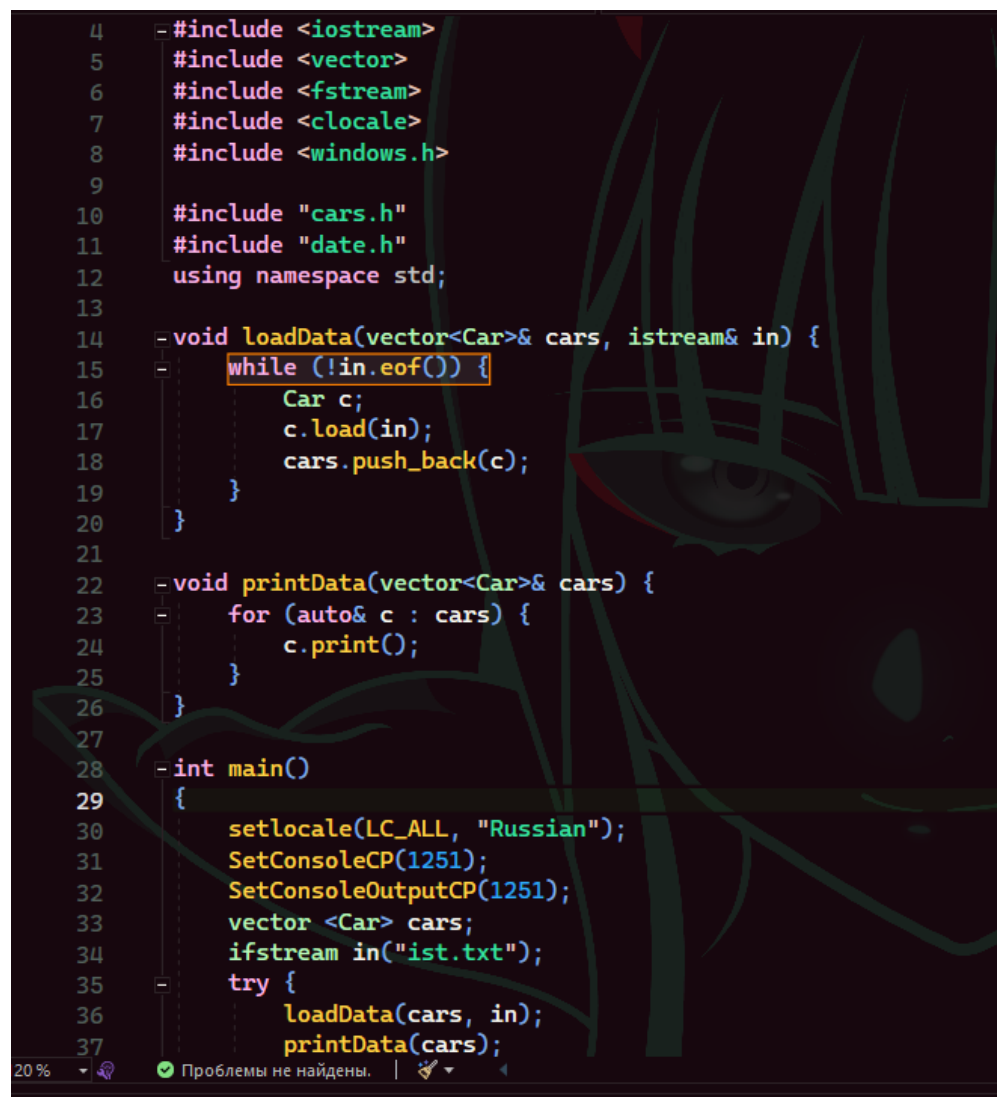 4 #include <iostream>
5 #include <vector>
6 #include <fstream>
7 #include <clocale>
8 #include <windows.h>
9
10 #include "cars.h"
11 #include "date.h"
12 using namespace std;
13
14 void loadData(vector<Car>& cars, istream& in) {
15     while (!in.eof()) {
16         Car c;
17         c.load(in);
18         cars.push_back(c);
19     }
20 }
21
22 void printData(vector<Car>& cars) {
23     for (auto& c : cars) {
24         c.print();
25     }
26 }
27
28 int main()
29 {
30     setlocale(LC_ALL, "Russian");
31     SetConsoleCP(1251);
32     SetConsoleOutputCP(1251);
33     vector <Car> cars;
34     ifstream in("ist.txt");
35     try {
36         loadData(cars, in);
37         printData(cars);
20 % Проблемы не найдены.